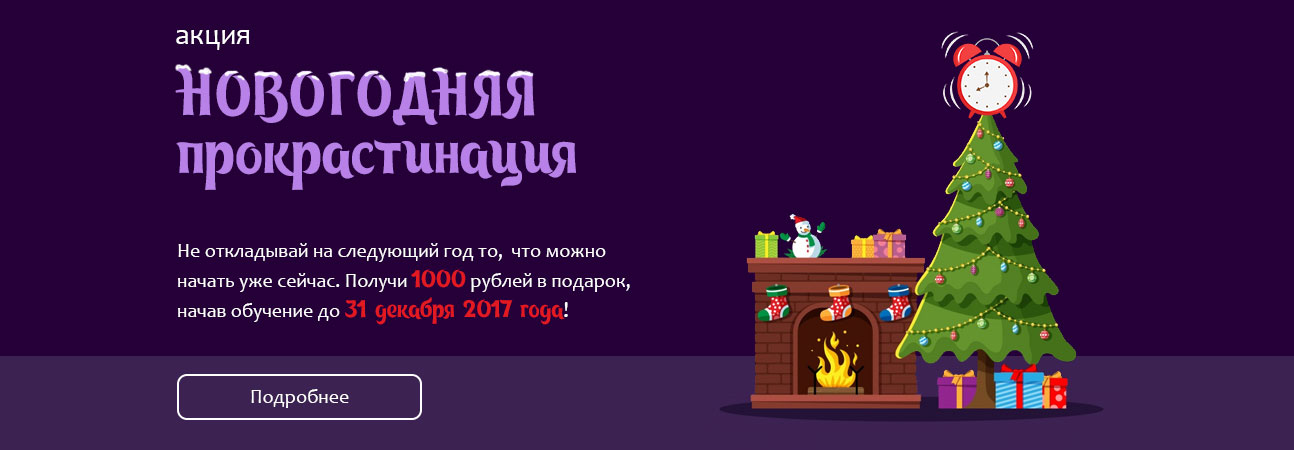 акция
Новогодняя
прокрастинация
Не откладывай на следующий год то, что можно
начать уже сейчас. Получи 1000 рублей в подарок,
начав обучение до 31 декабря 2017 года!
Подробнее